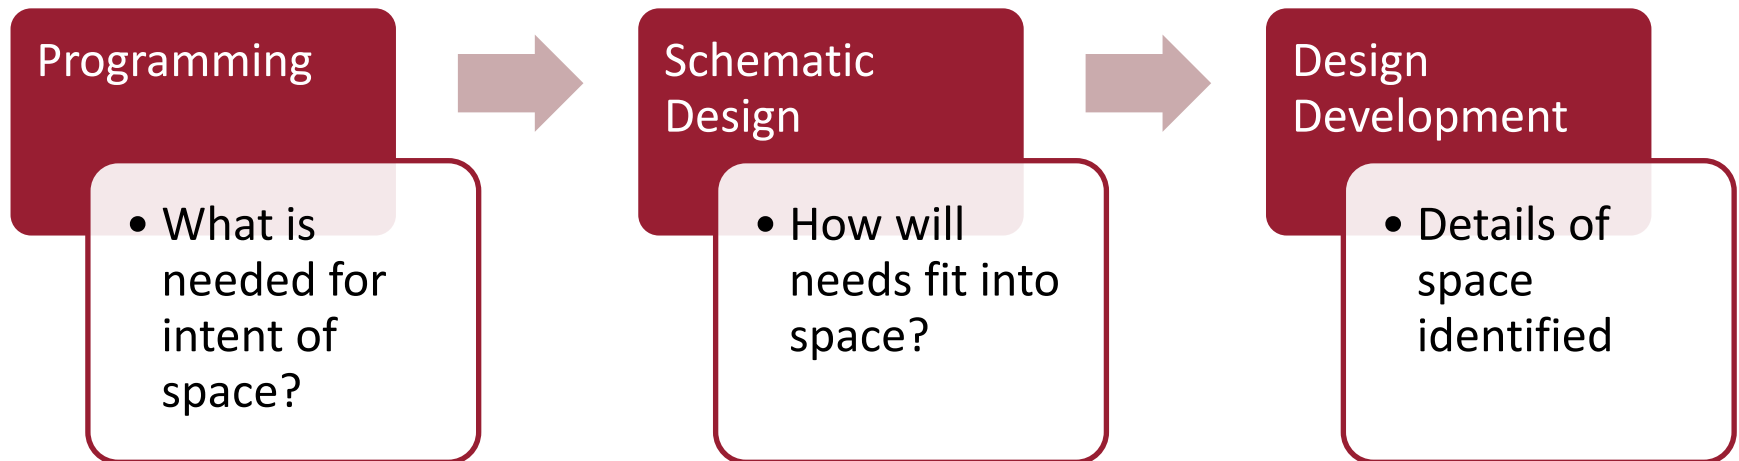 Programming
• What is
needed for
intent of
space?
Schematic
Design
• How will
needs fit into
space?
Design
Development
• Details of
space
identified